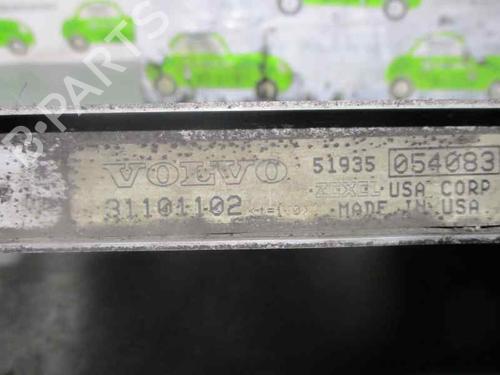 B-PARTS
VOLVO 51935 054083
31101102 ZEXEL USA CORP
MADE IN USA